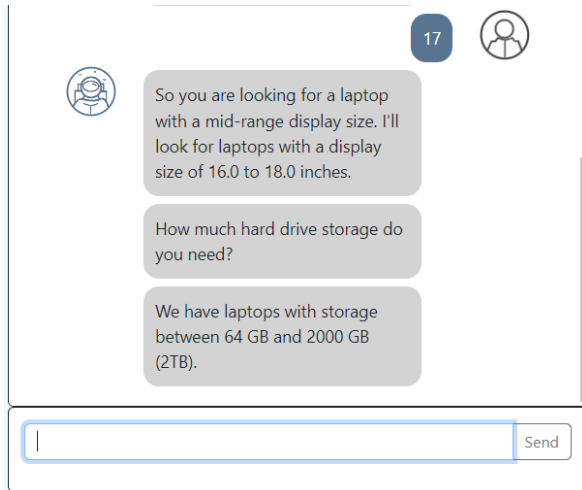 17
So you are looking for a laptop
with a mid-range display size. I'll
look for laptops with a display
size of 16.0 to 18.0 inches.
How much hard drive storage do
you need?
We have laptops with storage
between 64 GB and 2000 GB
(2TB).
Send